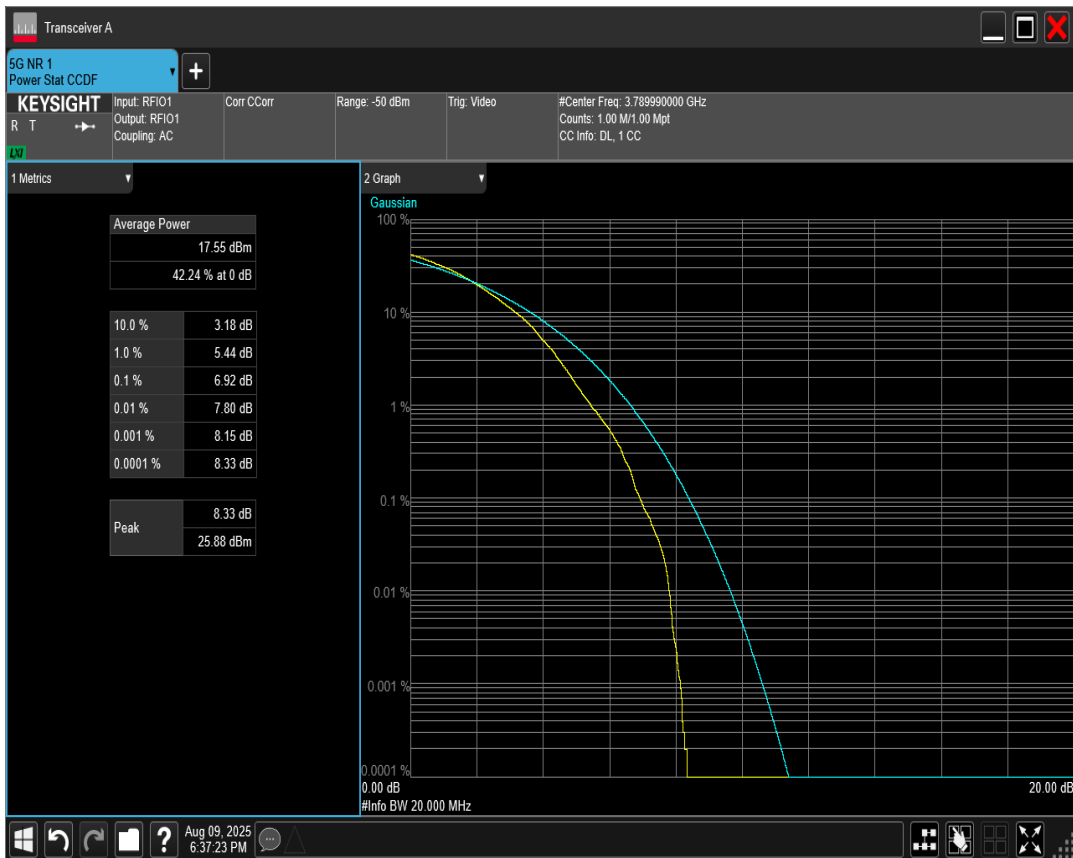 Transceiver A
5G NR 1
Power Stat CCDF
KEYSIGHT
R T
LXI
Input: RFIO1
Output: RFIO1
Coupling: AC
Corr CCorr
Range: -50 dBm
Trig: Video
#Center Freq: 3.789990000 GHz
Counts: 1.00 M/1.00 Mpt
CC Info: DL, 1 CC
1 Metrics
Average Power
17.55 dBm
42.24 % at 0 dB
10.0 % 3.18 dB
1.0 % 5.44 dB
0.1 % 6.92 dB
0.01 % 7.80 dB
0.001 % 8.15 dB
0.0001 % 8.33 dB
Peak
8.33 dB
25.88 dBm
2 Graph
Gaussian
100 %
10 %
1 %
0.1 %
0.01 %
0.001 %
0.0001 %
0.00 dB 20.00 dB
#Info BW 20.000 MHz
?
Aug 09, 2025
6:37:23 PM